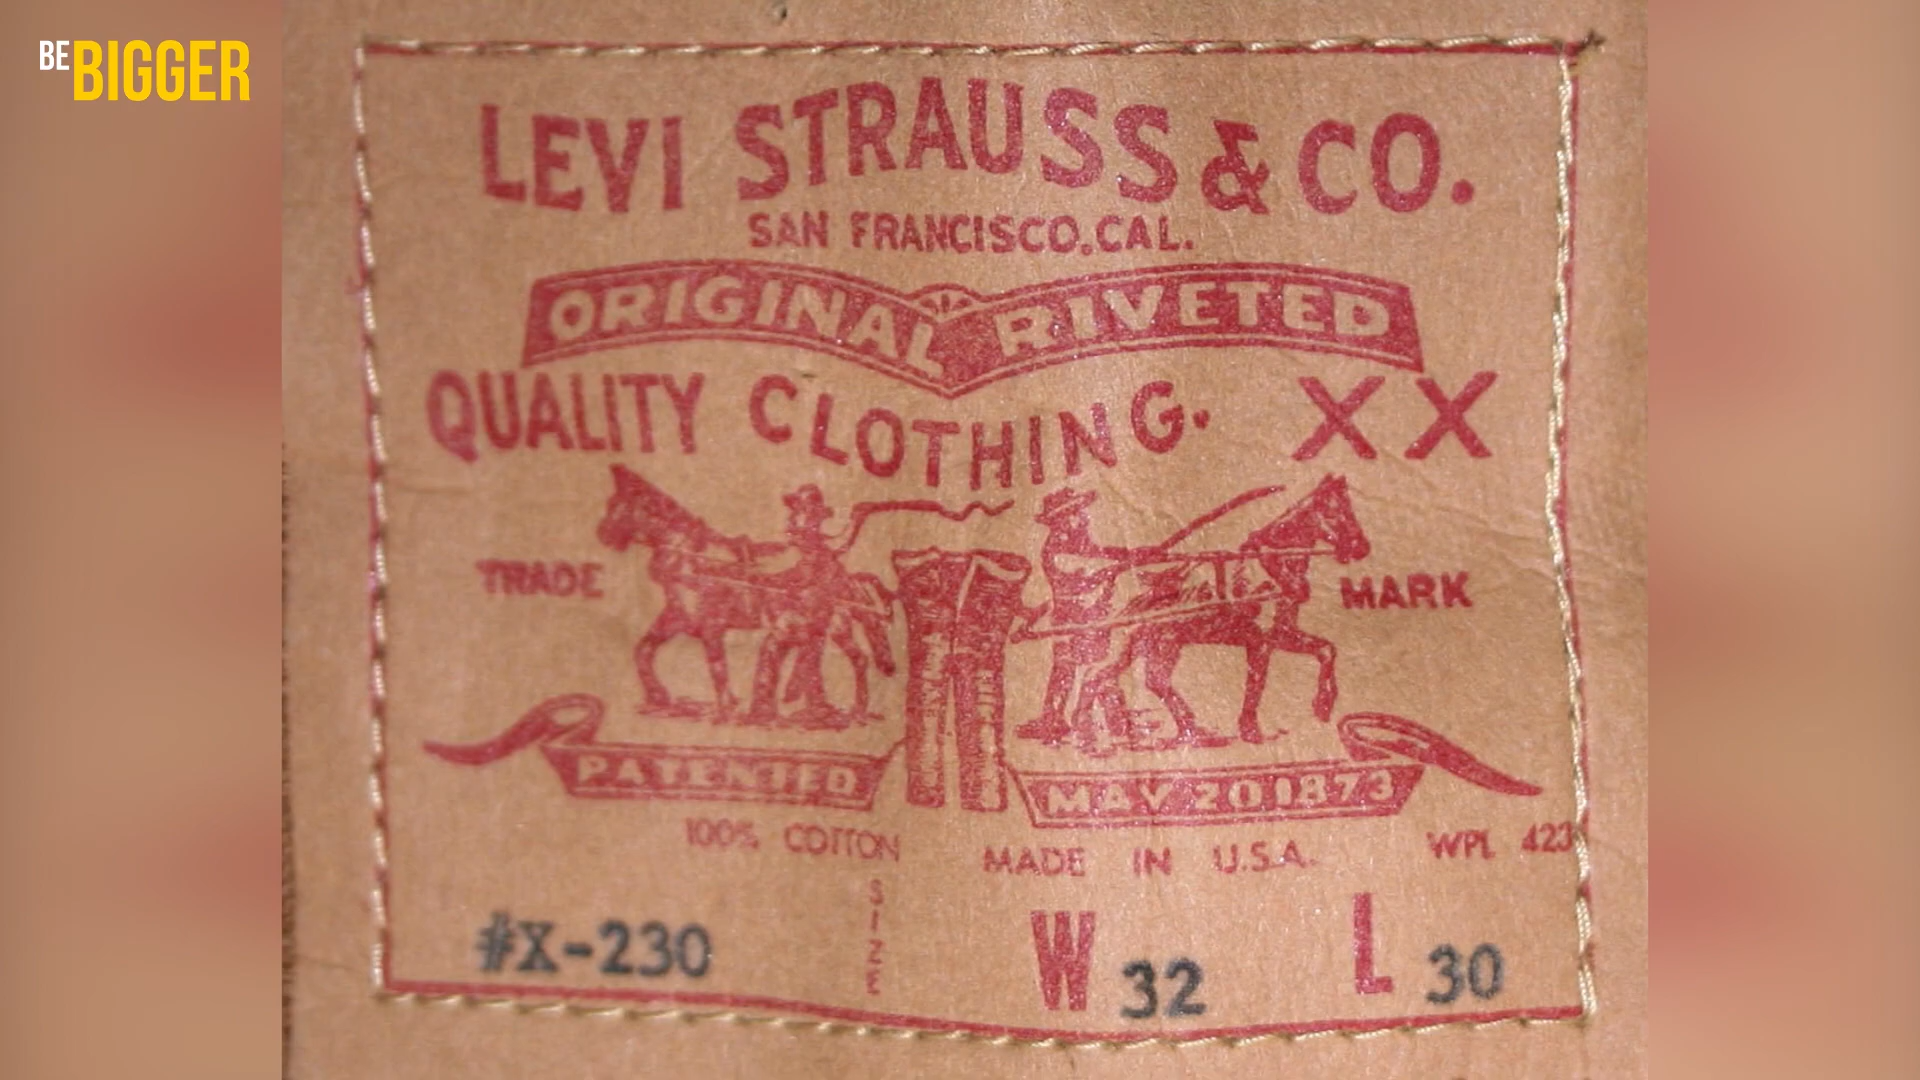 BE BIGGER
LEVI STRAUSS & CO.
SAN FRANCISCO, CAL.
ORIGINAL RIVETED
QUALITY CLOTHING. XX
TRADE MARK
PATENTED MAY 20 1873
100% COTTON MADE IN U.S.A. WPL 423
#X-230 SIZE W 32 L 30